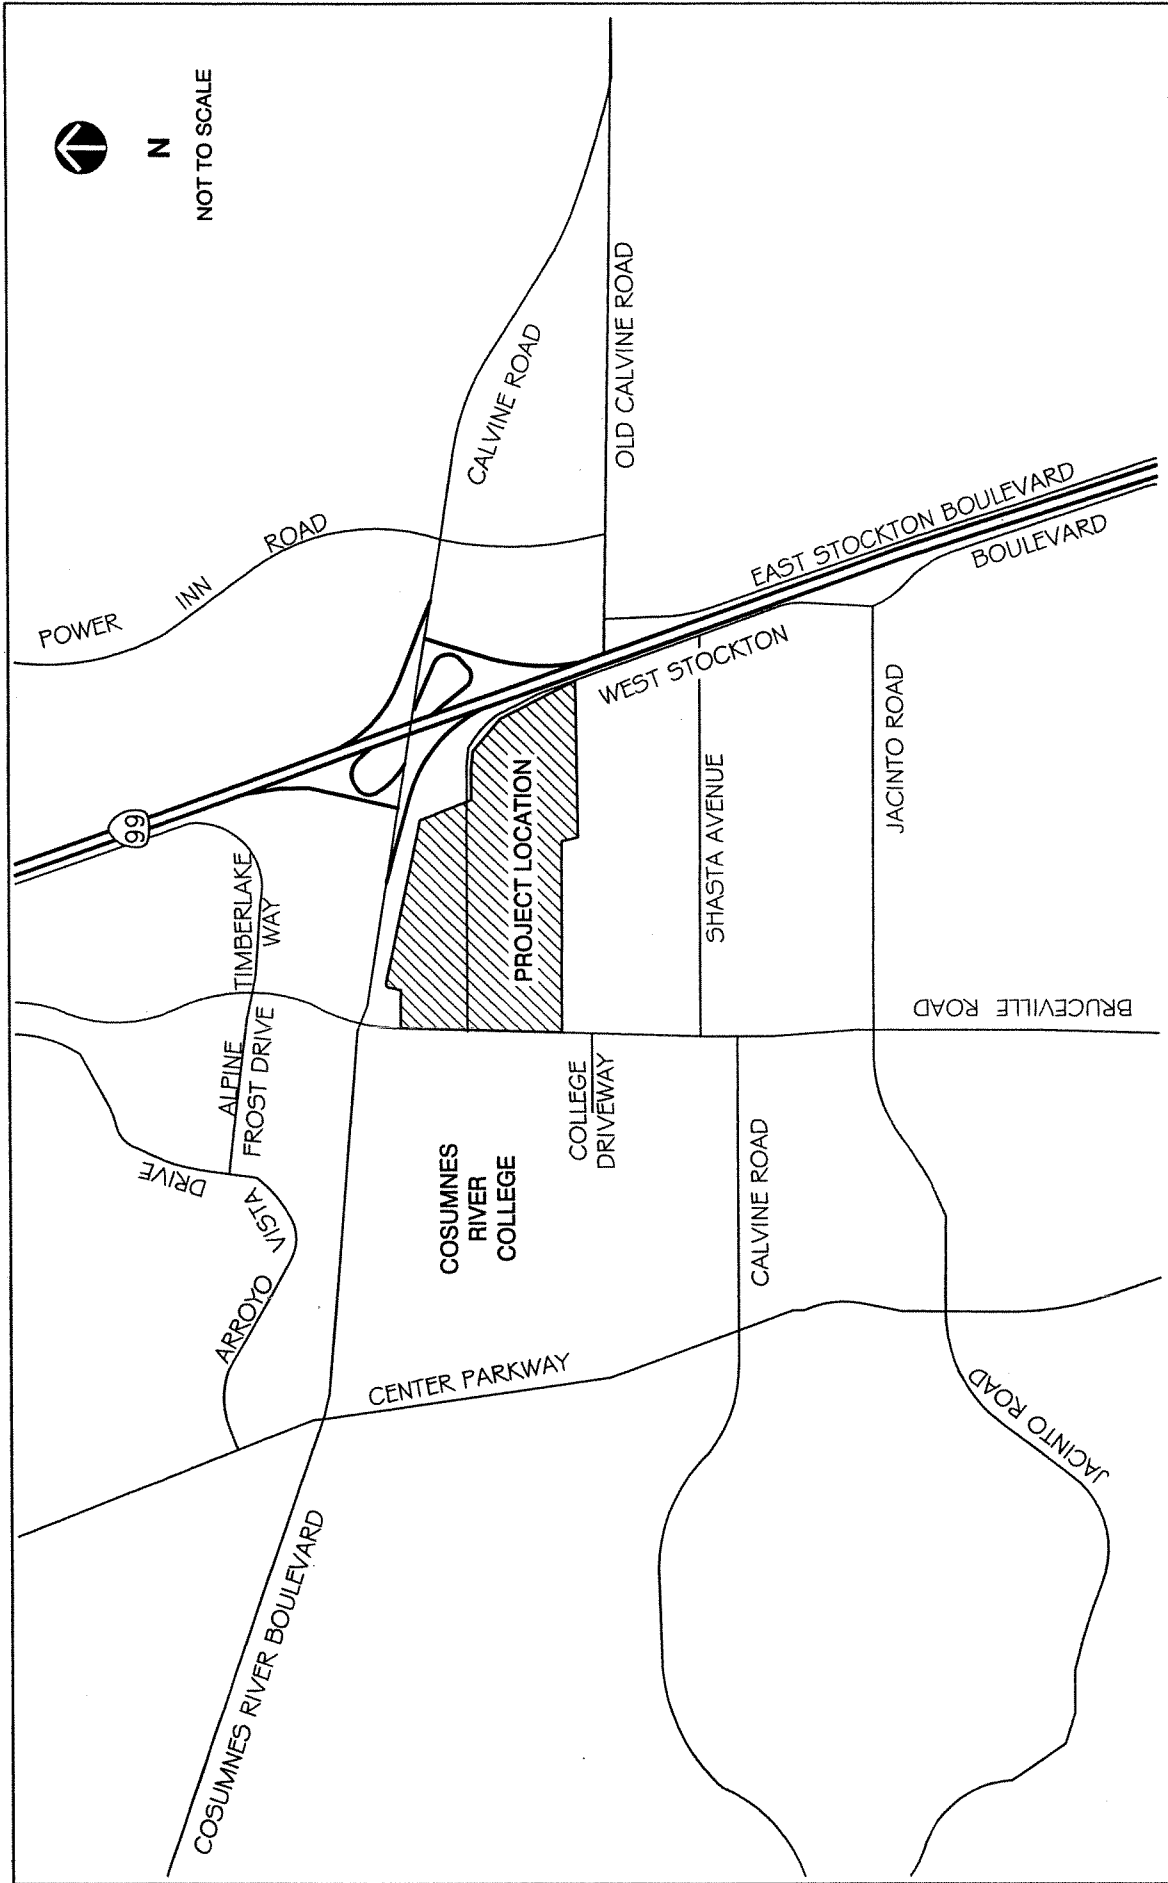 N
NOT TO SCALE
POWER INN ROAD
CALVINE ROAD
OLD CALVINE ROAD
99
EAST STOCKTON BOULEVARD
WEST STOCKTON BOULEVARD
TIMBERLAKE
WAY
PROJECT LOCATION
SHASTA AVENUE
JACINTO ROAD
BRUCEVILLE ROAD
ALPINE
FROST DRIVE
ARROYO VISTA DRIVE
COSUMNES
RIVER
COLLEGE
COLLEGE
DRIVEWAY
CALVINE ROAD
CENTER PARKWAY
JACINTO ROAD
COSUMNES RIVER BOULEVARD